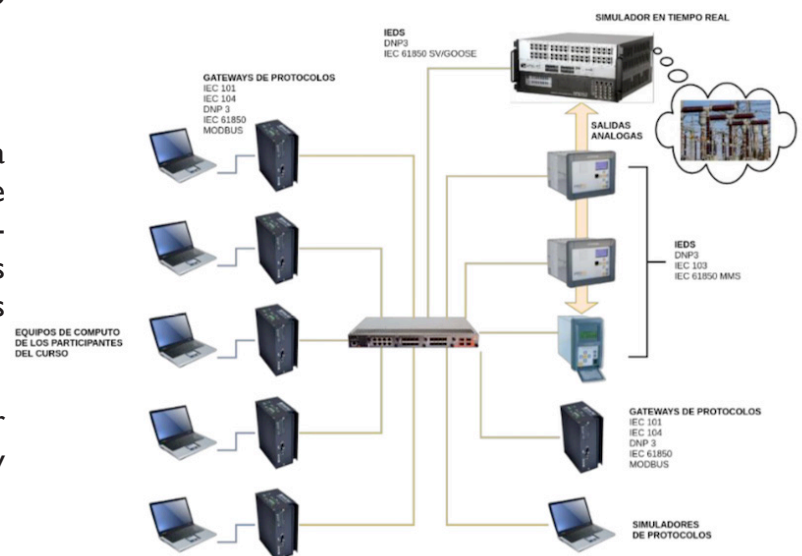 SIMULADOR EN TIEMPO REAL
IEDS
DNP3
IEC 61850 SV/GOOSE
GATEWAYS DE PROTOCOLOS
IEC 101
IEC 104
DNP 3
IEC 61850
MODBUS
SALIDAS
ANALOGAS
IEDS
DNP3
IEC 103
IEC 61850 MMS
EQUIPOS DE COMPUTO
DE LOS PARTICIPANTES
DEL CURSO
GATEWAYS DE PROTOCOLOS
IEC 101
IEC 104
DNP 3
IEC 61850
MODBUS
SIMULADORES
DE PROTOCOLOS